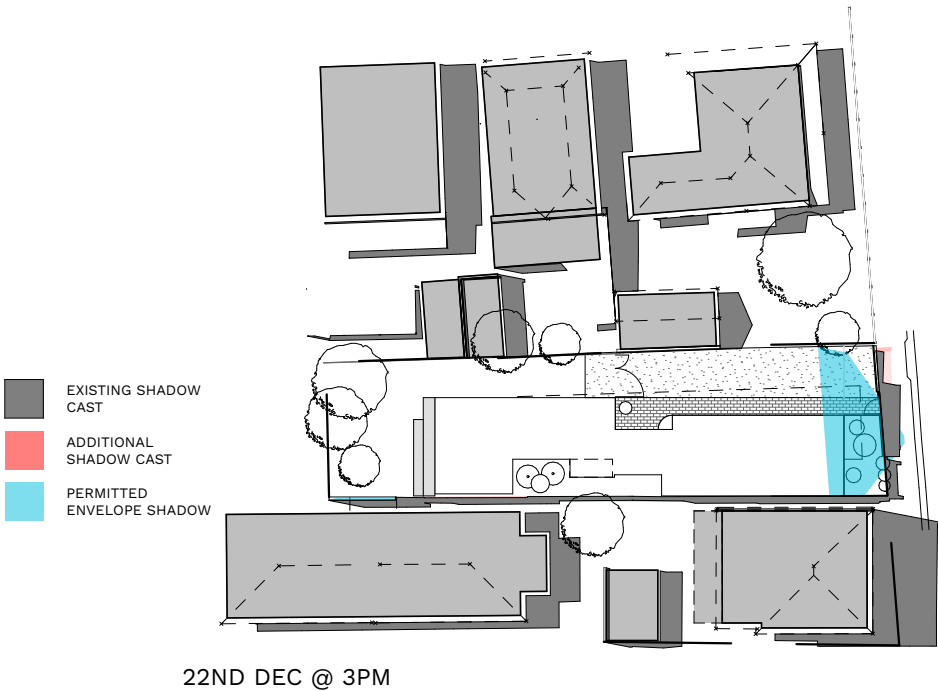 EXISTING SHADOW
CAST
ADDITIONAL
SHADOW CAST
PERMITTED
ENVELOPE SHADOW
22ND DEC @ 3PM